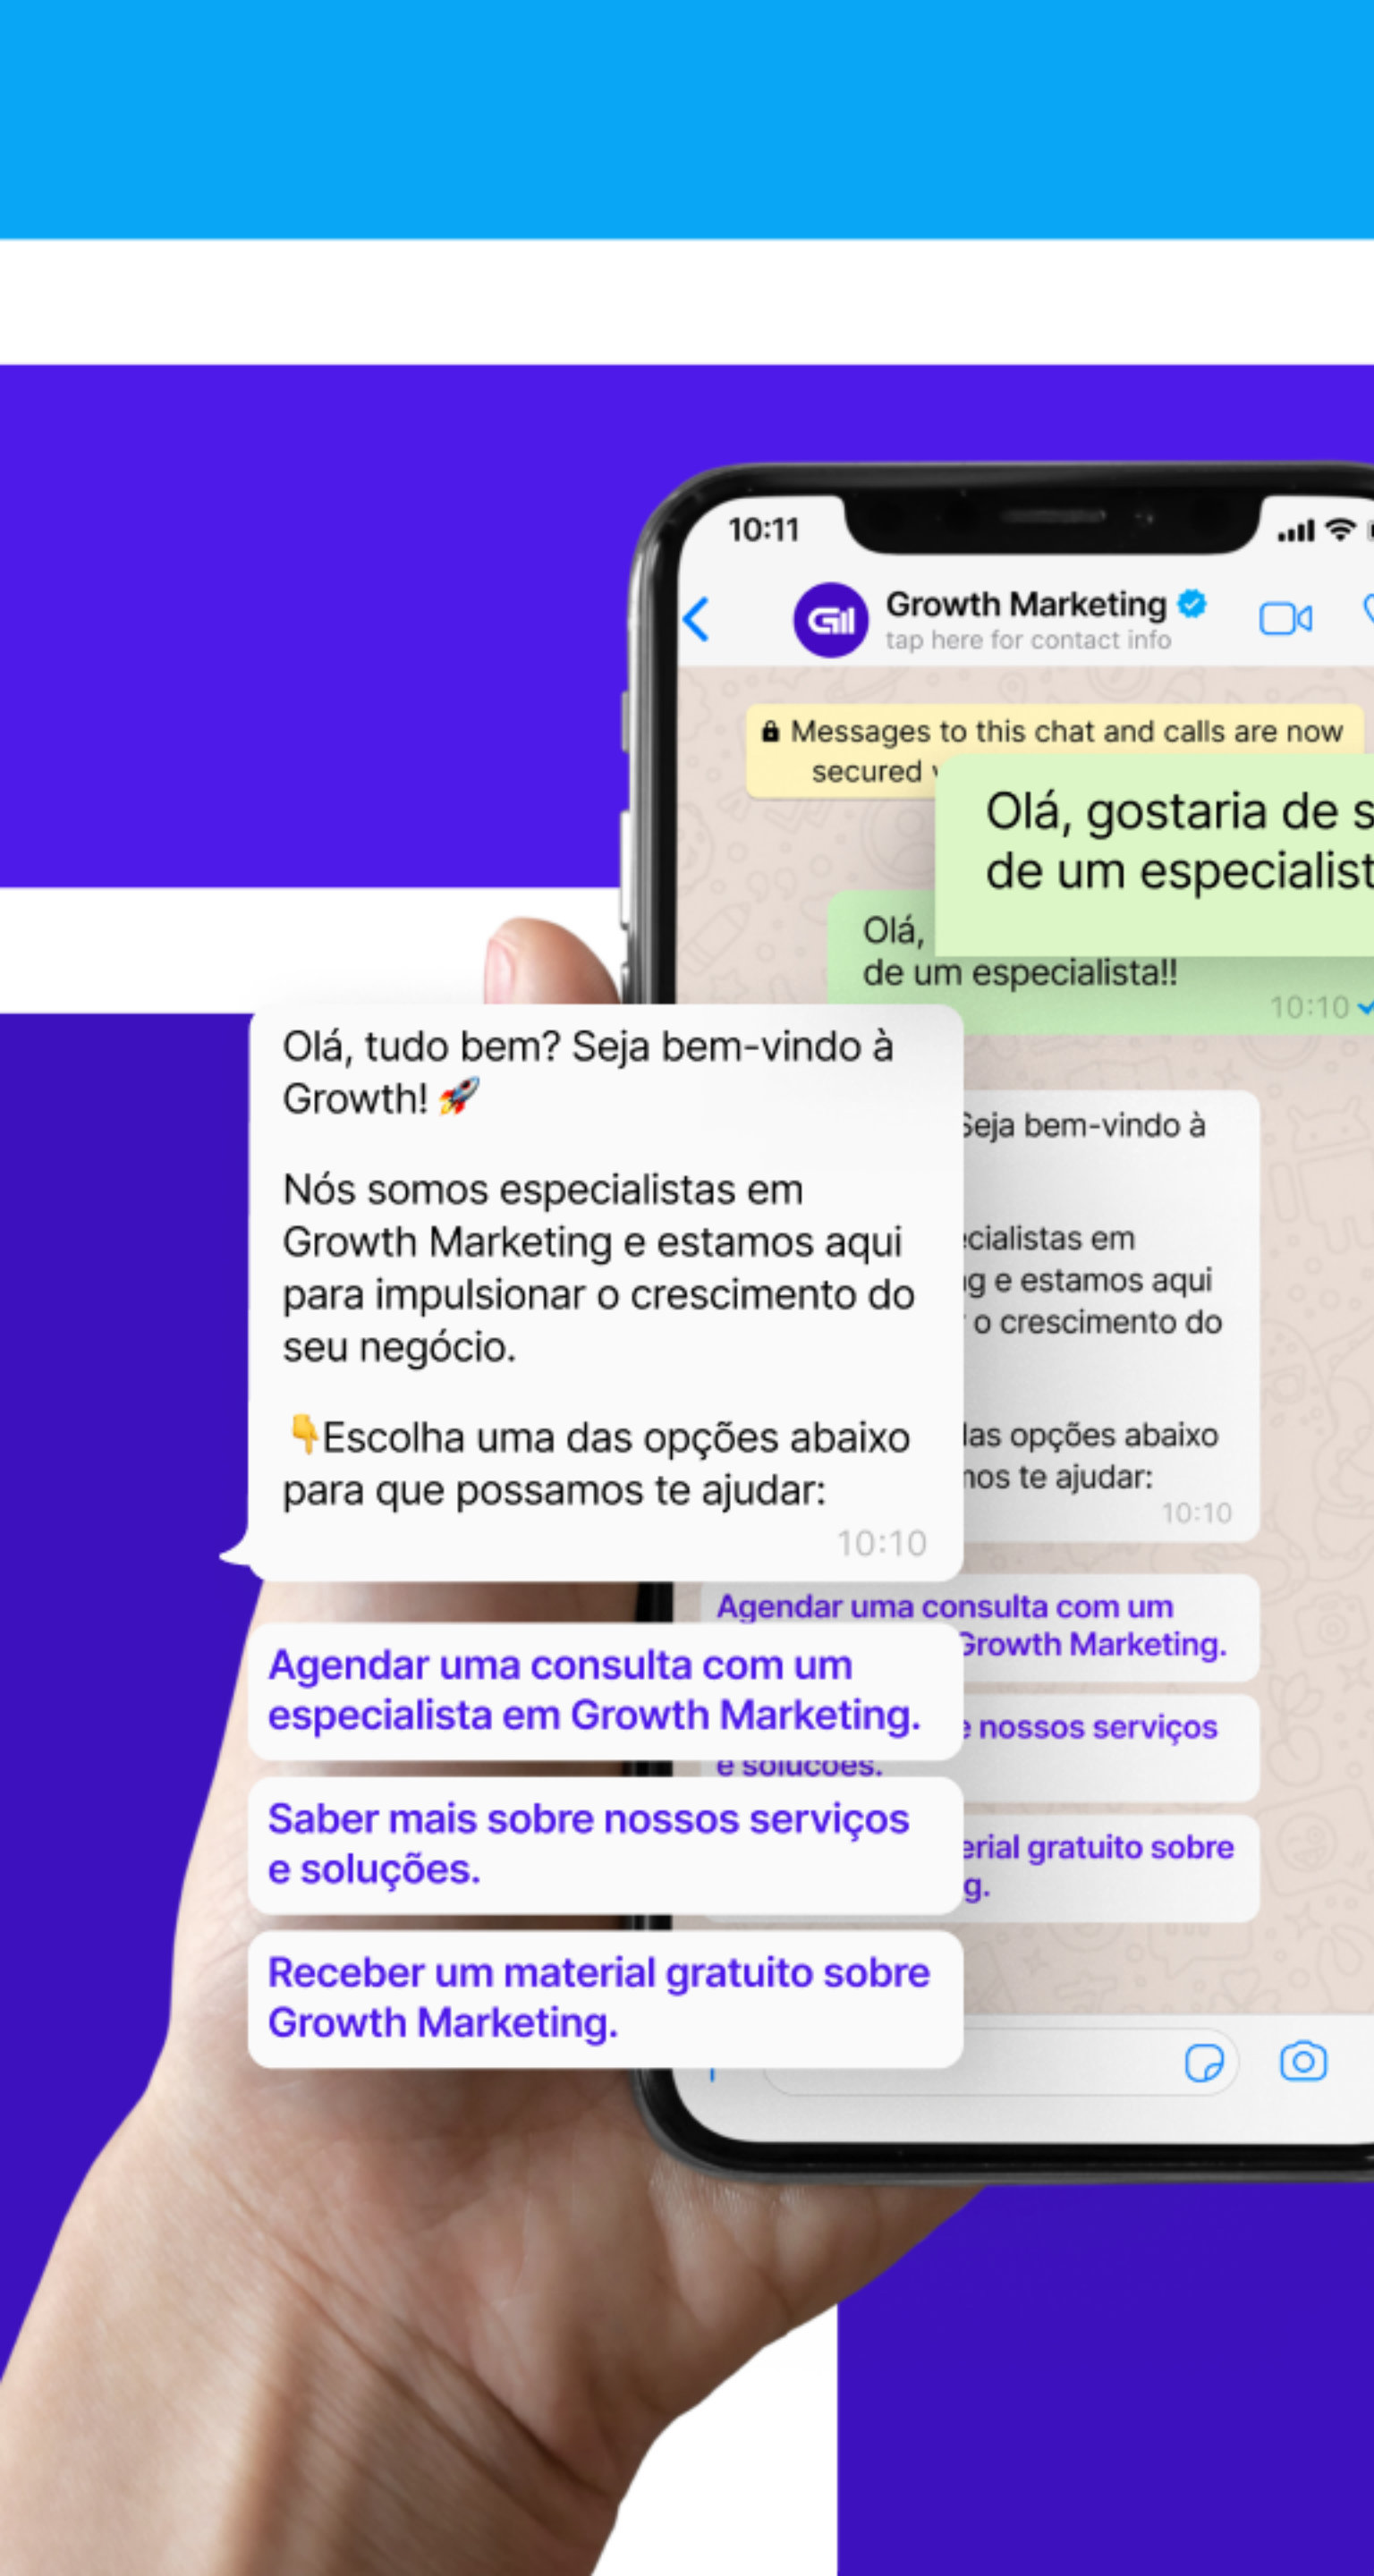 10:11
GM
Growth Marketing
tap here for contact info
Messages to this chat and calls are now
secured
Olá, gostaria de
de um
Olá,
de um especialista!!
10:10
Olá, tudo bem? Seja bem-vindo à
Growth! 🚀
Nós somos especialistas em
Growth Marketing e estamos aqui
para impulsionar o crescimento do
seu negócio.
👇Escolha uma das opções abaixo
para que possamos te ajudar:
10:10
Seja bem-vindo à
em
e estamos aqui
o crescimento do
opções abaixo
te ajudar:
10:10
Agendar uma consulta com um
Growth Marketing.
nossos serviços
e soluções.
gratuito sobre
Agendar uma consulta com um
especialista em Growth Marketing.
Saber mais sobre nossos serviços
e soluções.
Receber um material gratuito sobre
Growth Marketing.